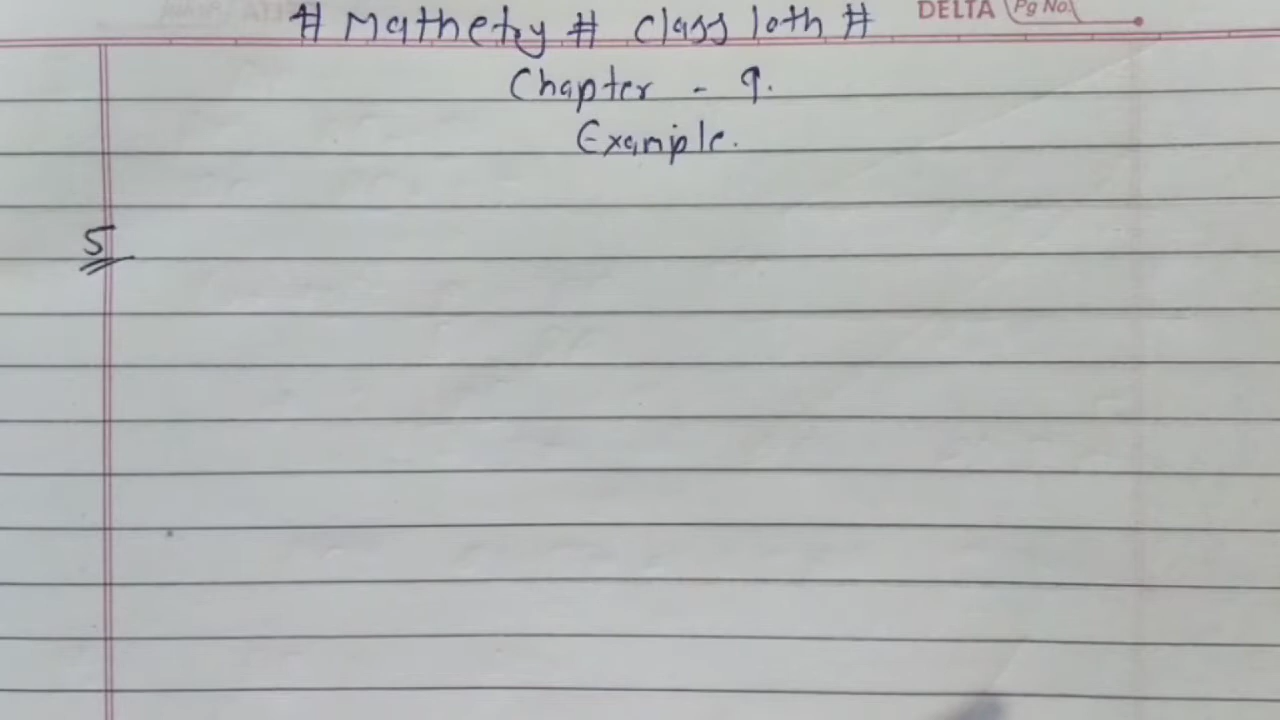 # Mathety # class 10th #
DELTA Pg No.
Chapter - 9.
Example.
5